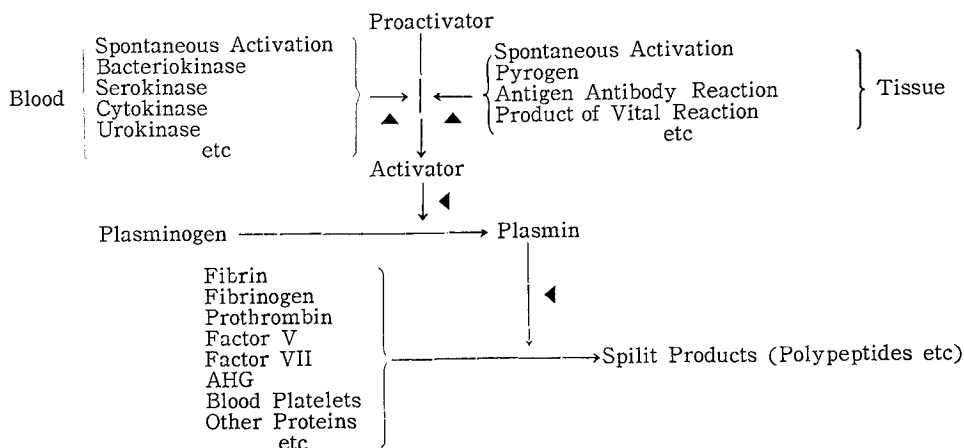 Proactivator
Blood
Spontaneous Activation
Bacteriokinase
Serokinase
Cytokinase
Urokinase
etc
Spontaneous Activation
Pyrogen
Antigen Antibody Reaction
Product of Vital Reaction
etc
Tissue
Activator
Plasminogen
Plasmin
Fibrin
Fibrinogen
Prothrombin
Factor V
Factor VII
AHG
Blood Platelets
Other Proteins
etc
Spilit Products (Polypeptides etc)